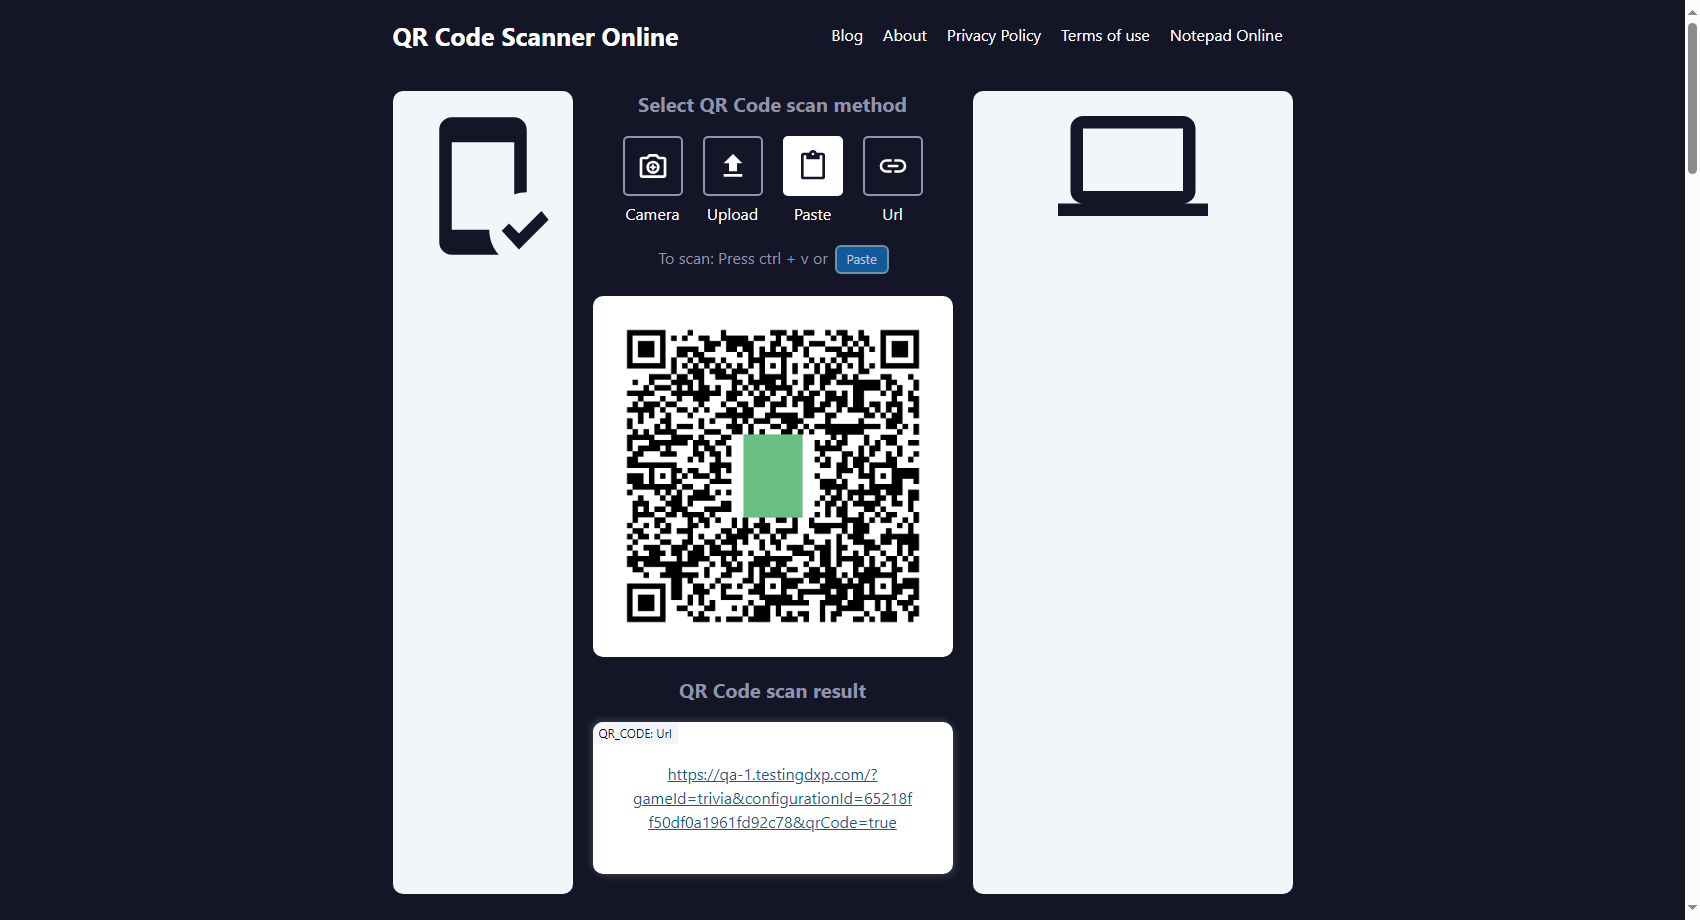 QR Code Scanner Online
Blog About Privacy Policy Terms of use Notepad Online
Select QR Code scan method
Camera Upload Paste Url
To scan: Press ctrl + v or Paste
QR Code scan result
QR_CODE: Url
https://qa-1.testingdxp.com/?
gameId=trivia&configurationId=65218f
f50df0a1961fd92c78&qrCode=true